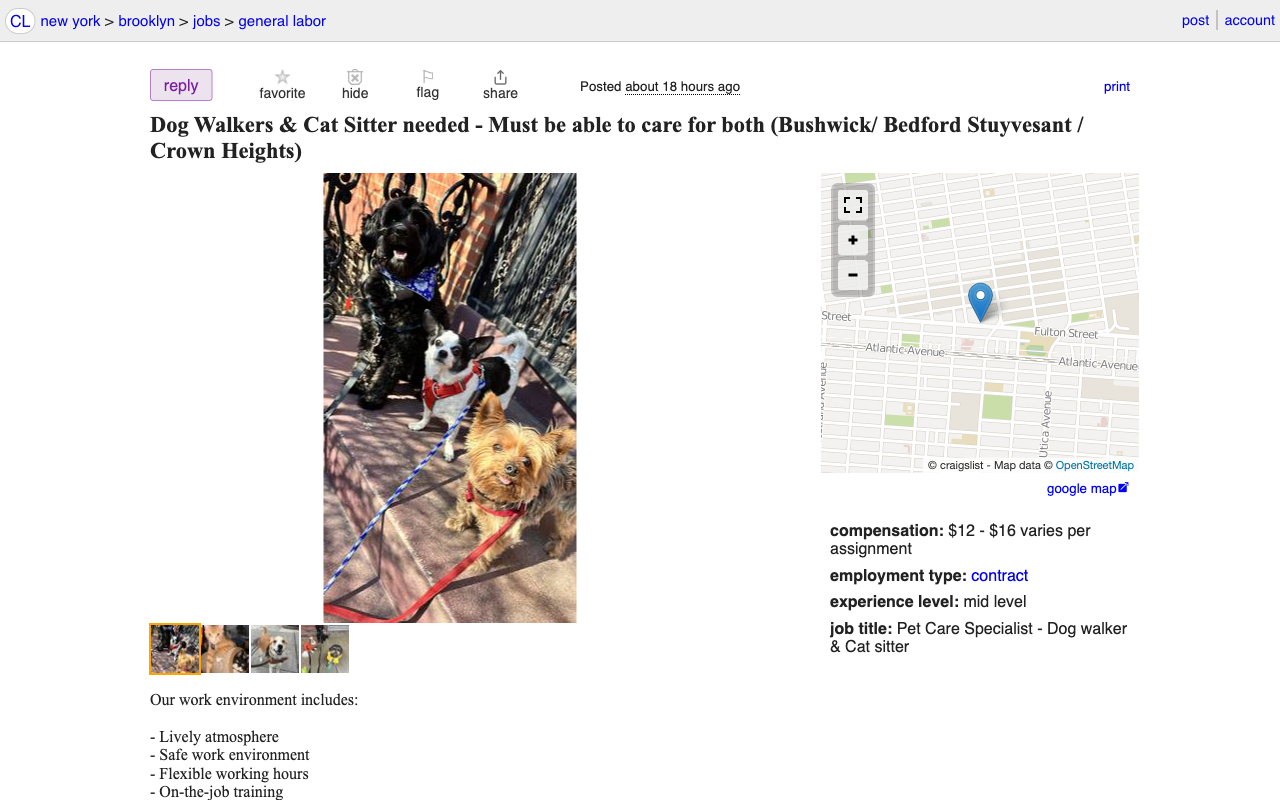 CL new york > brooklyn > jobs > general labor post account
reply favorite hide flag share Posted about 18 hours ago print
Dog Walkers & Cat Sitter needed - Must be able to care for both (Bushwick/ Bedford Stuyvesant /
Crown Heights)
+
-
Street
Fulton Street
Atlantic-Avenue
Atlantic-Avenue
Utica Avenue
© craigslist - Map data © OpenStreetMap
google map
compensation: $12 - $16 varies per
assignment
employment type: contract
experience level: mid level
job title: Pet Care Specialist - Dog walker
& Cat sitter
Our work environment includes:
- Lively atmosphere
- Safe work environment
- Flexible working hours
- On-the-job training